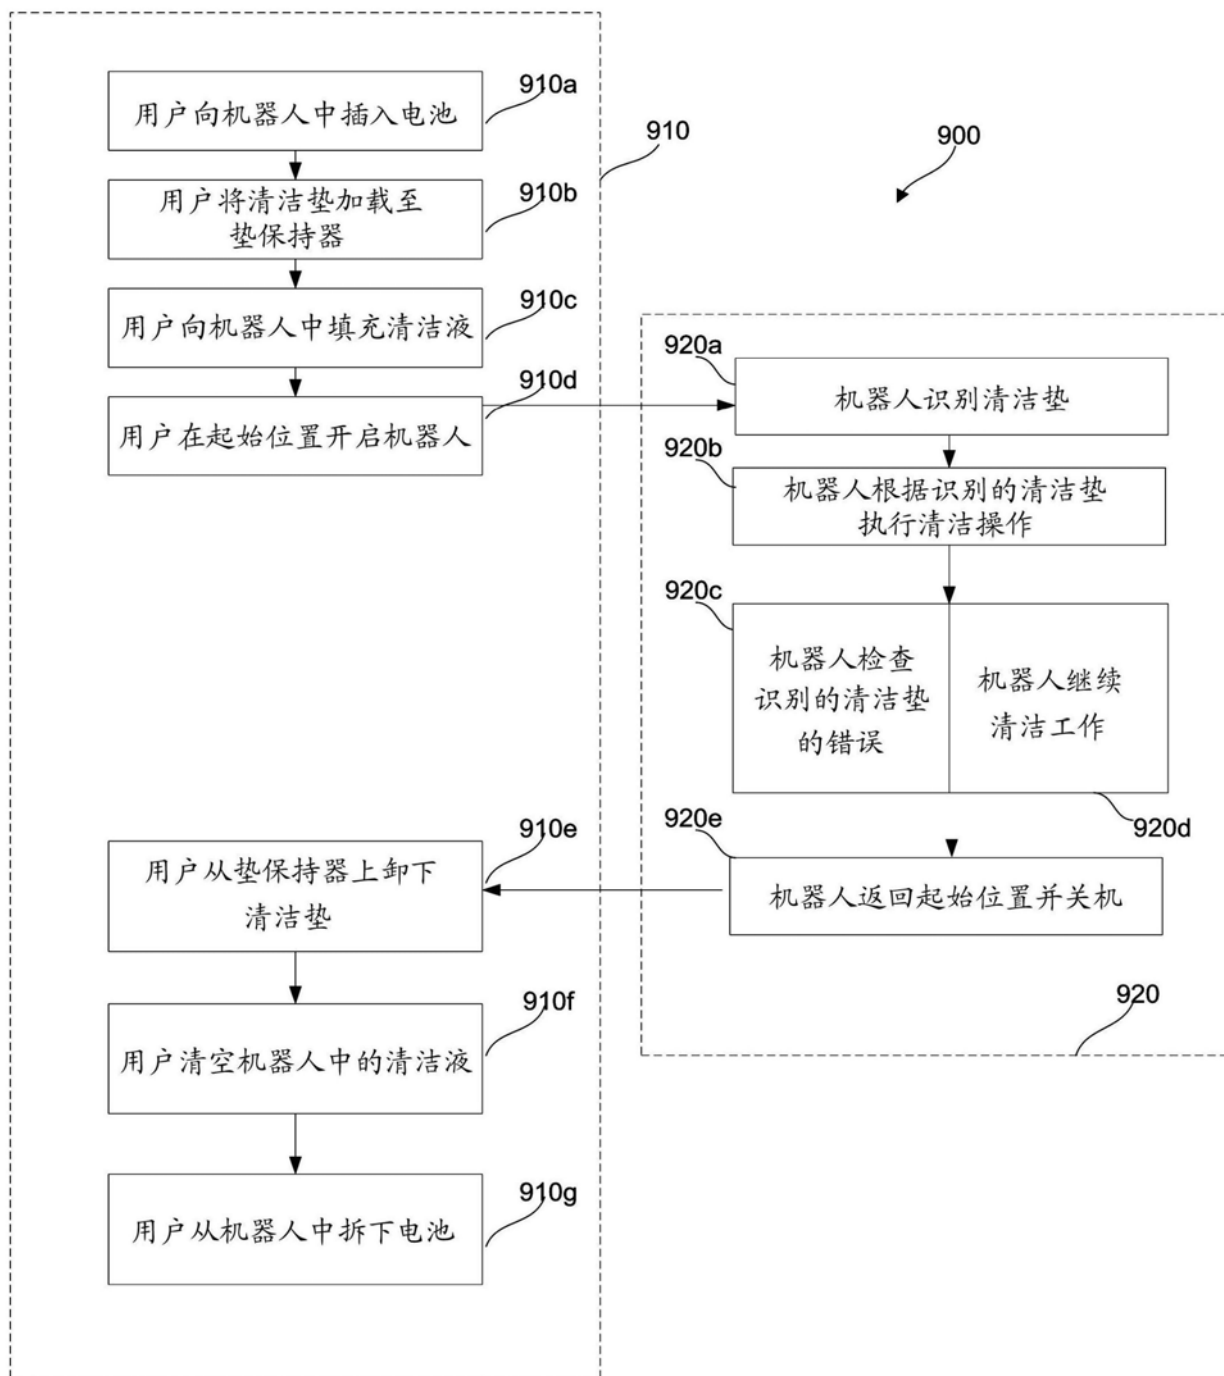 910a
用户向机器人中插入电池
910
900
910b
用户将清洁垫加载至
垫保持器
910c
用户向机器人中填充清洁液
910d
用户在起始位置开启机器人
920a
机器人识别清洁垫
920b
机器人根据识别的清洁垫
执行清洁操作
920c
机器人检查
识别的清洁垫
的错误
机器人继续
清洁工作
920d
920e
机器人返回起始位置并关机
920
910e
用户从垫保持器上卸下
清洁垫
910f
用户清空机器人中的清洁液
910g
用户从机器人中拆下电池